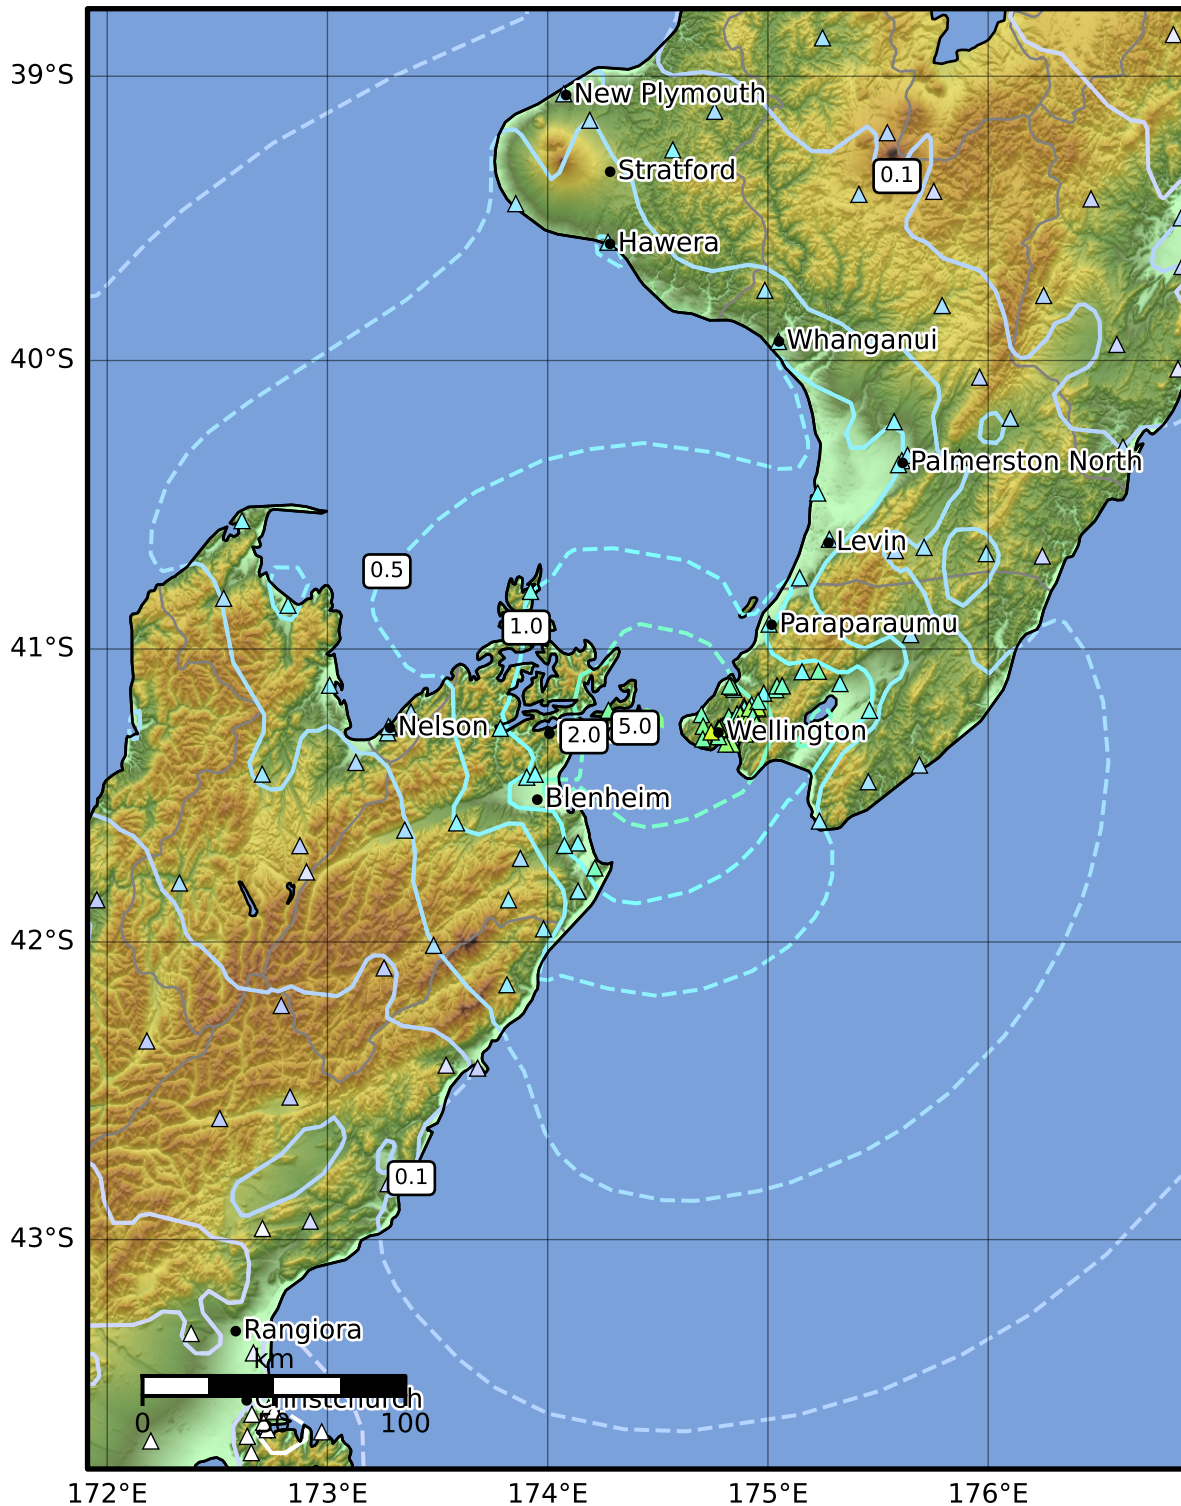 39°S
New Plymouth
0.1
Stratford
Hawera
Whanganui
40°S
Palmerston North
Levin
0.5
Paraparaumu
1.0
41°S
Nelson
2.0
5.0
Wellington
Blenheim
42°S
0.1
43°S
Rangiora
km
Christchurch
0
50
100
172°E
173°E
174°E
175°E
176°E